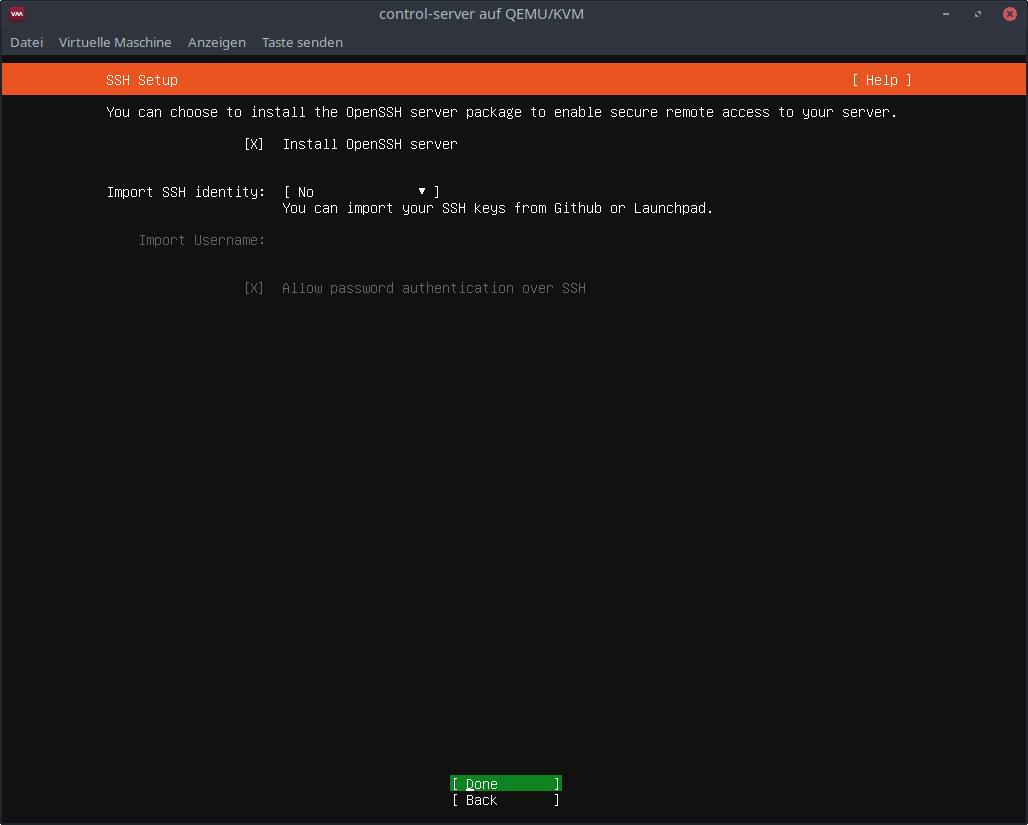 control-server auf QEMU/KVM
Datei Virtuelle Maschine Anzeigen Taste senden
SSH Setup [ Help ]
You can choose to install the OpenSSH server package to enable secure remote access to your server.
[X] Install OpenSSH server
Import SSH identity: [ No ▾ ]
You can import your SSH keys from Github or Launchpad.
Import Username:
[X] Allow password authentication over SSH
[ Done ]
[ Back ]